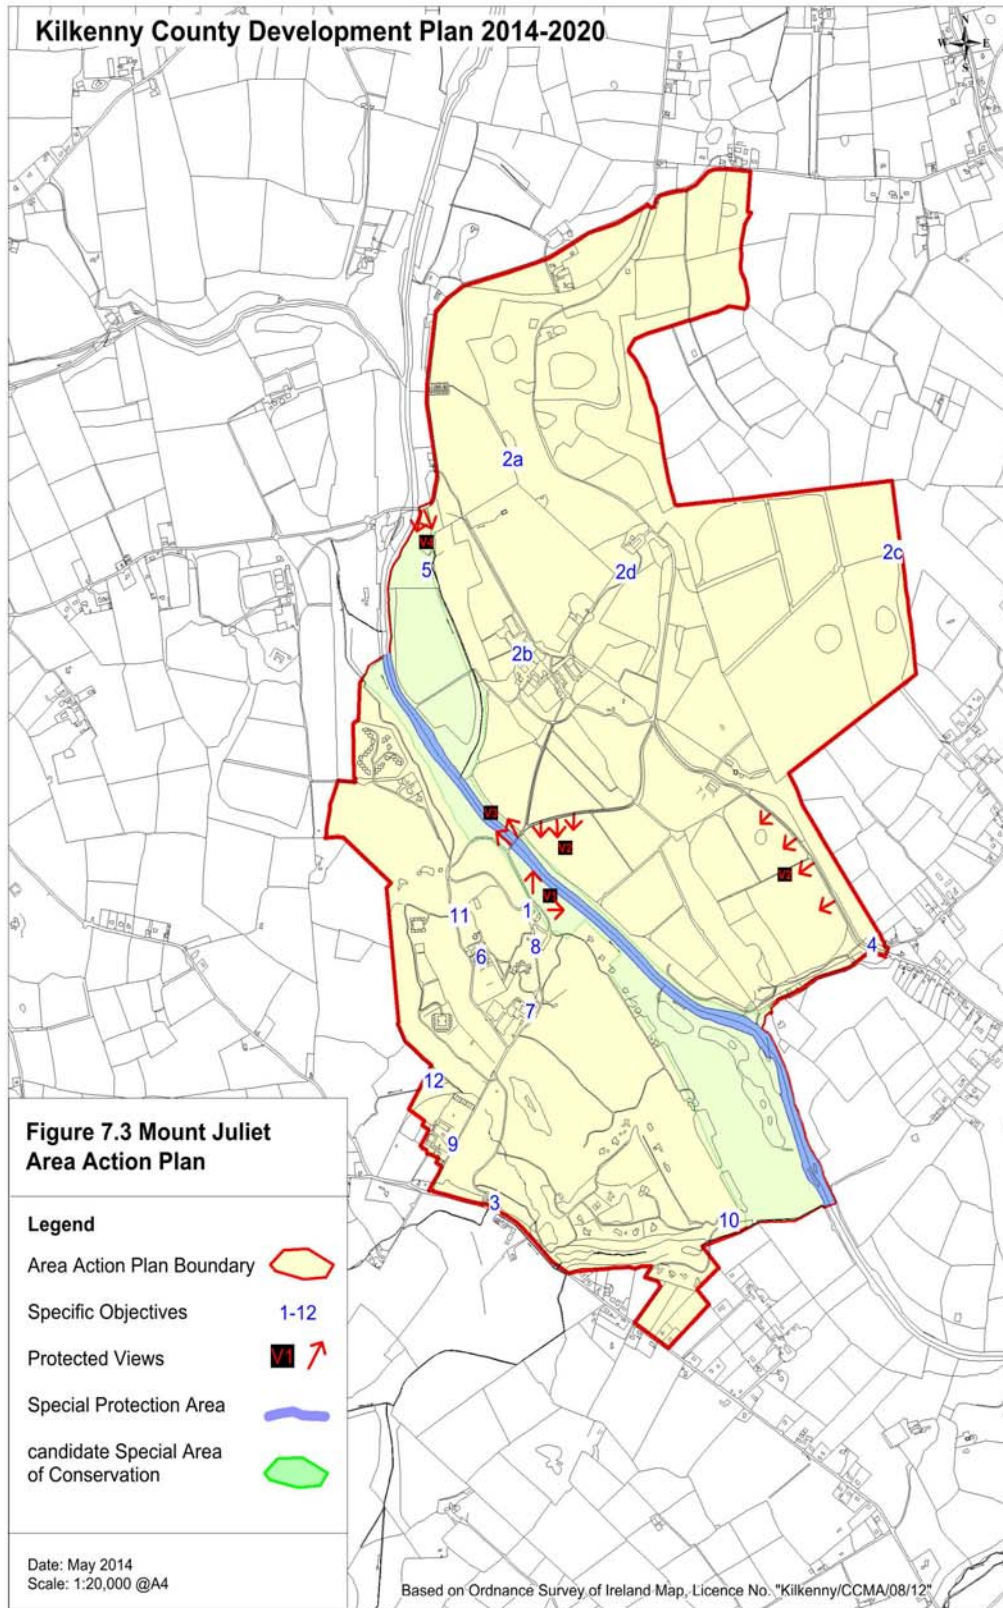 Kilkenny County Development Plan 2014-2020
N
W E
S
2a
2c
V4
5
2d
2b
V3
V2
V2
V1
1
11
8
6
4
7
12
9
3
10
Figure 7.3 Mount Juliet
Area Action Plan
Legend
Area Action Plan Boundary
Specific Objectives 1-12
Protected Views V1
Special Protection Area
candidate Special Area
of Conservation
Date: May 2014
Scale: 1:20,000 @A4
Based on Ordnance Survey of Ireland Map, Licence No. "Kilkenny/CCMA/08/12"